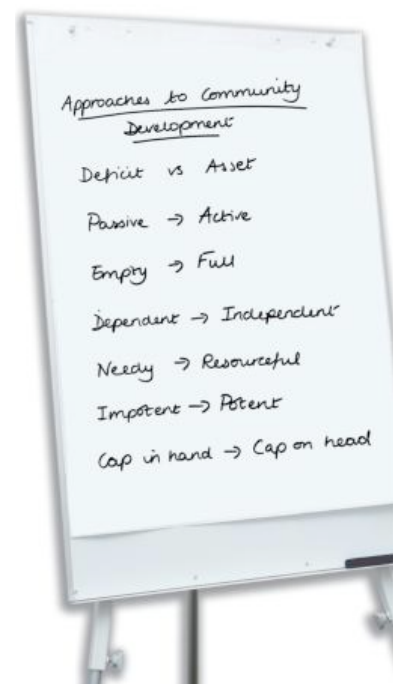 Approaches to Community
Development
Deficit vs Asset
Passive → Active
Empty → Full
Dependent → Independent
Needy → Resourceful
Impotent → Potent
Cap in hand → Cap on head